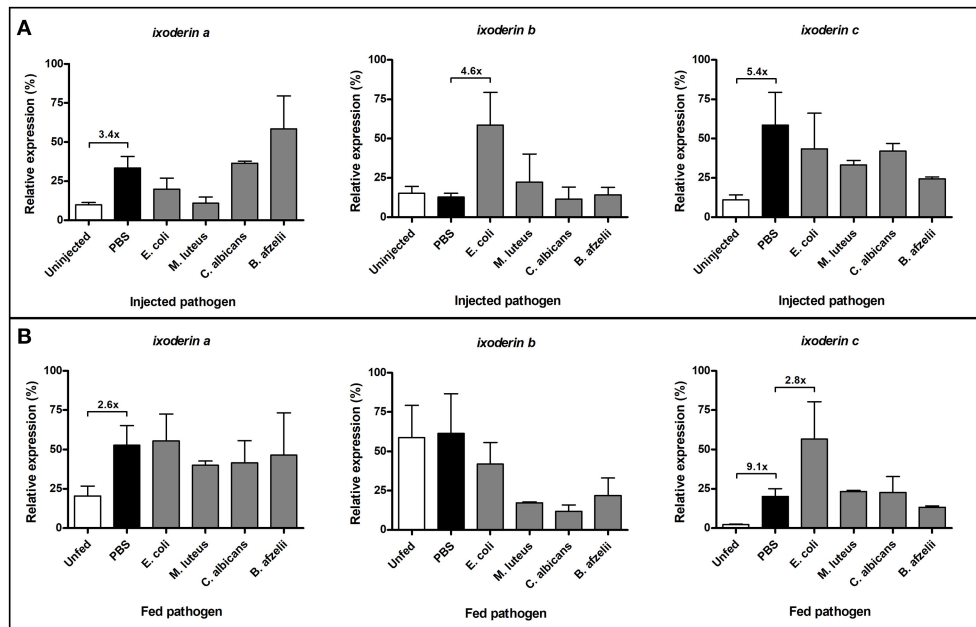 A
ixoderin a
ixoderin b
ixoderin c
Relative expression (%)
100
75
50
25
0
3.4x
Uninjected
PBS
E. coli
M. luteus
C. albicans
B. afzelii
Injected pathogen
Relative expression (%)
100
75
50
25
0
4.6x
Uninjected
PBS
E. coli
M. luteus
C. albicans
B. afzelii
Injected pathogen
Relative expression (%)
100
75
50
25
0
5.4x
Uninjected
PBS
E. coli
M. luteus
C. albicans
B. afzelii
Injected pathogen
B
ixoderin a
ixoderin b
ixoderin c
Relative expression (%)
100
75
50
25
0
2.6x
Unfed
PBS
E. coli
M. luteus
C. albicans
B. afzelii
Fed pathogen
Relative expression (%)
100
75
50
25
0
Unfed
PBS
E. coli
M. luteus
C. albicans
B. afzelii
Fed pathogen
Relative expression (%)
100
75
50
25
0
9.1x
2.8x
Unfed
PBS
E. coli
M. luteus
C. albicans
B. afzelii
Fed pathogen